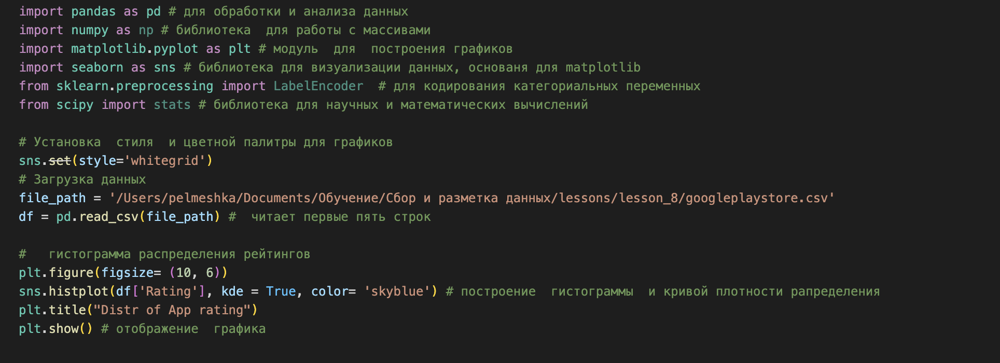 import pandas as pd # для обработки и анализа данных
import numpy as np # библиотека  для работы с массивами
import matplotlib.pyplot as plt # модуль  для  построения графиков
import seaborn as sns # библиотека для визуализации данных, основаня для matplotlib
from sklearn.preprocessing import LabelEncoder  # для кодирования категориальных переменных
from scipy import stats # библиотека для научных и математических вычислений
# Установка  стиля  и цветной палитры для графиков
sns.set(style='whitegrid')
# Загрузка данных
file_path = '/Users/pelmeshka/Documents/Обучение/Сбор и разметка данных/lessons/lesson_8/googleplaystore.csv'
df = pd.read_csv(file_path) #  читает первые пять строк
#   гистограмма распределения рейтингов
plt.figure(figsize= (10, 6))
sns.histplot(df['Rating'], kde = True, color= 'skyblue') # построение  гистограммы  и кривой плотности рапределения
plt.title("Distr of App rating")
plt.show() # отображение  графика